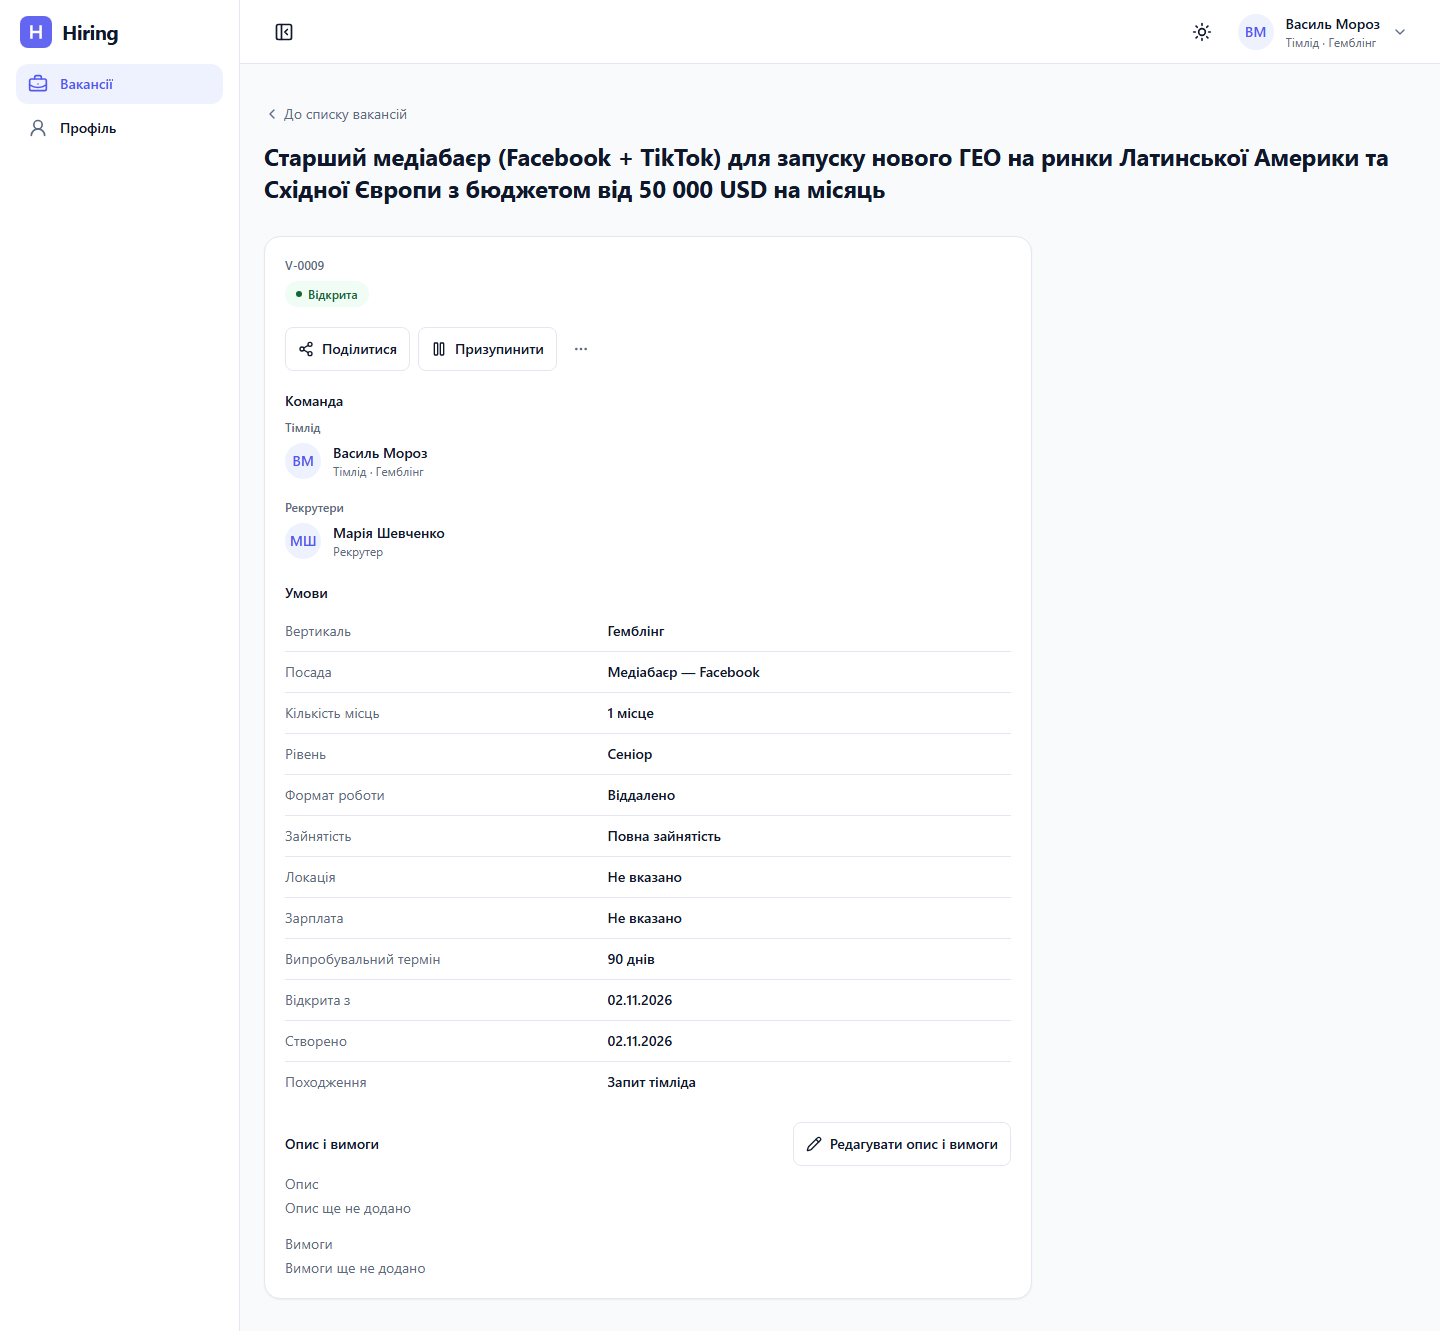 H Hiring
Вакансії
Профіль
ВМ
Василь Мороз
Тімлід · Гемблінг
До списку вакансій
Старший медіабаєр (Facebook + TikTok) для запуску нового ГЕО на ринки Латинської Америки та
Східної Європи з бюджетом від 50 000 USD на місяць
V-0009
Відкрита
Поділитися
Призупинити
Команда
Тімлід
ВМ
Василь Мороз
Тімлід · Гемблінг
Рекрутери
МШ
Марія Шевченко
Рекрутер
Умови
Вертикаль Гемблінг
Посада Медіабаєр — Facebook
Кількість місць 1 місце
Рівень Сеніор
Формат роботи Віддалено
Зайнятість Повна зайнятість
Локація Не вказано
Зарплата Не вказано
Випробувальний термін 90 днів
Відкрита з 02.11.2026
Створено 02.11.2026
Походження Запит тімліда
Опис і вимоги
Редагувати опис і вимоги
Опис
Опис ще не додано
Вимоги
Вимоги ще не додано